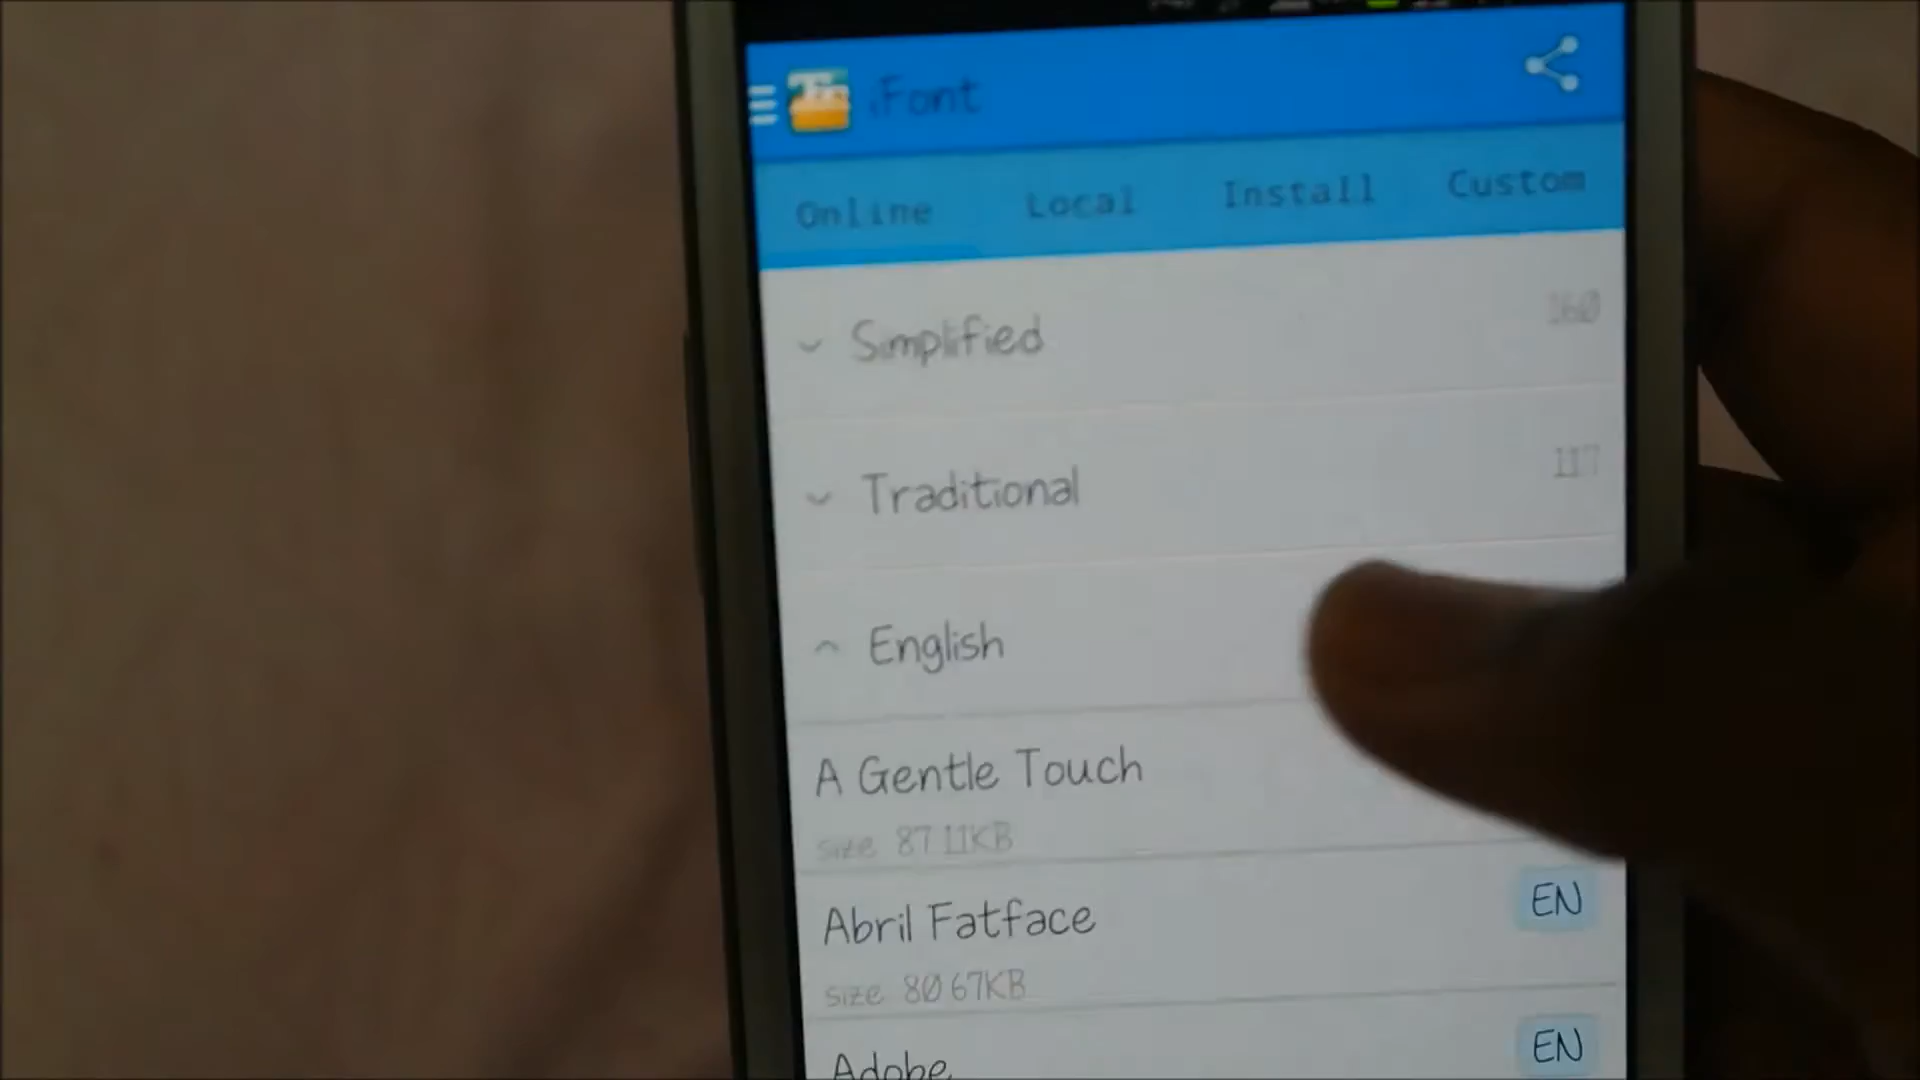 iFont
Online Local Install Custom
Simplified 160
Traditional 117
English
A Gentle Touch
size 87.11KB
Abril Fatface EN
size 80.67KB
Adobe EN